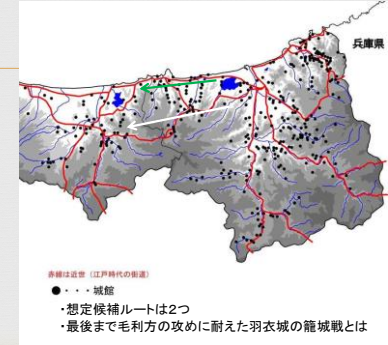 兵庫県
赤線は近世（江戸時代の街道）
●・・・城館
・想定候補ルートは2つ
・最後まで毛利方の攻めに耐えた羽衣城の籠城戦とは